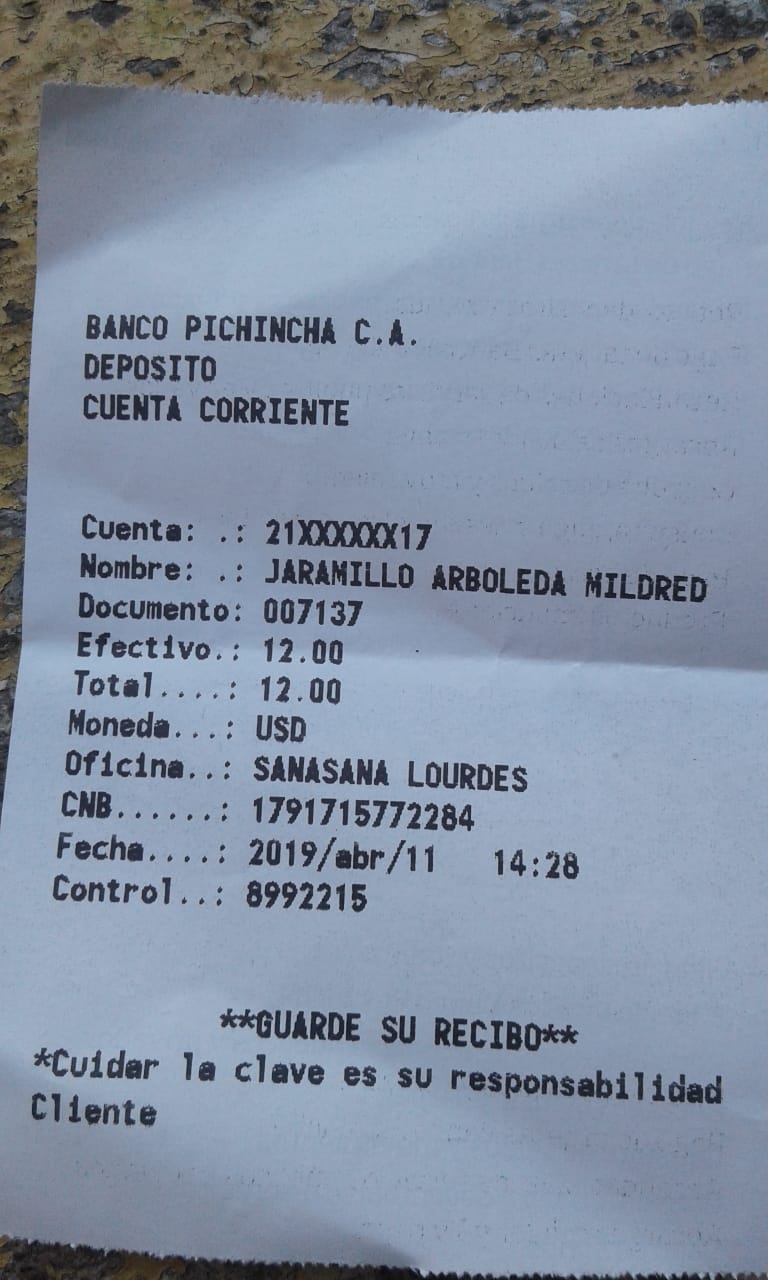 BANCO PICHINCHA C.A.
DEPOSITO
CUENTA CORRIENTE
Cuenta: .: 21XXXXXX17
Nombre: .: JARAMILLO ARBOLEDA MILDRED
Documento: 007137
Efectivo.: 12.00
Total....: 12.00
Moneda...: USD
Oficina..: SANASANA LOURDES
CNB......: 1791715772284
Fecha....: 2019/abr/11 14:28
Control..: 8992215
**GUARDE SU RECIBO**
*Cuidar la clave es su responsabilidad
Cliente